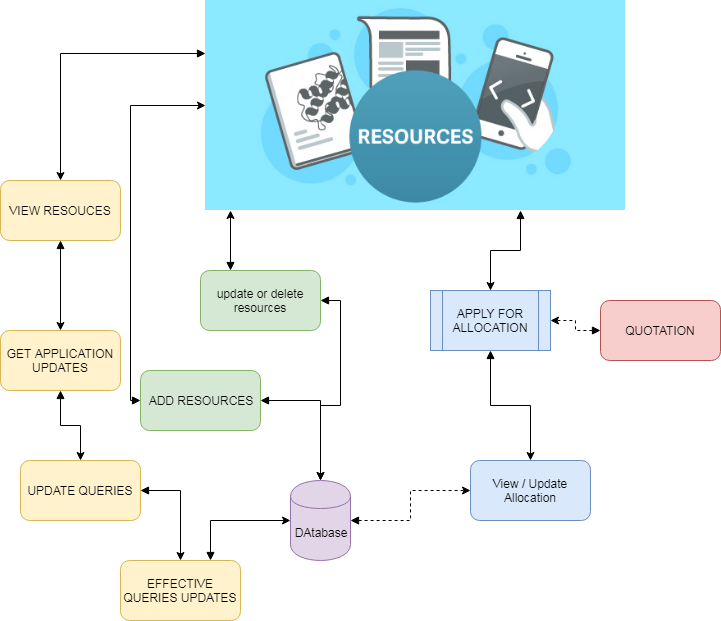 RESOURCES
VIEW RESOUCES
update or delete
resources
APPLY FOR
ALLOCATION
QUOTATION
GET APPLICATION
UPDATES
ADD RESOURCES
UPDATE QUERIES
View / Update
Allocation
DAtabase
EFFECTIVE
QUERIES UPDATES